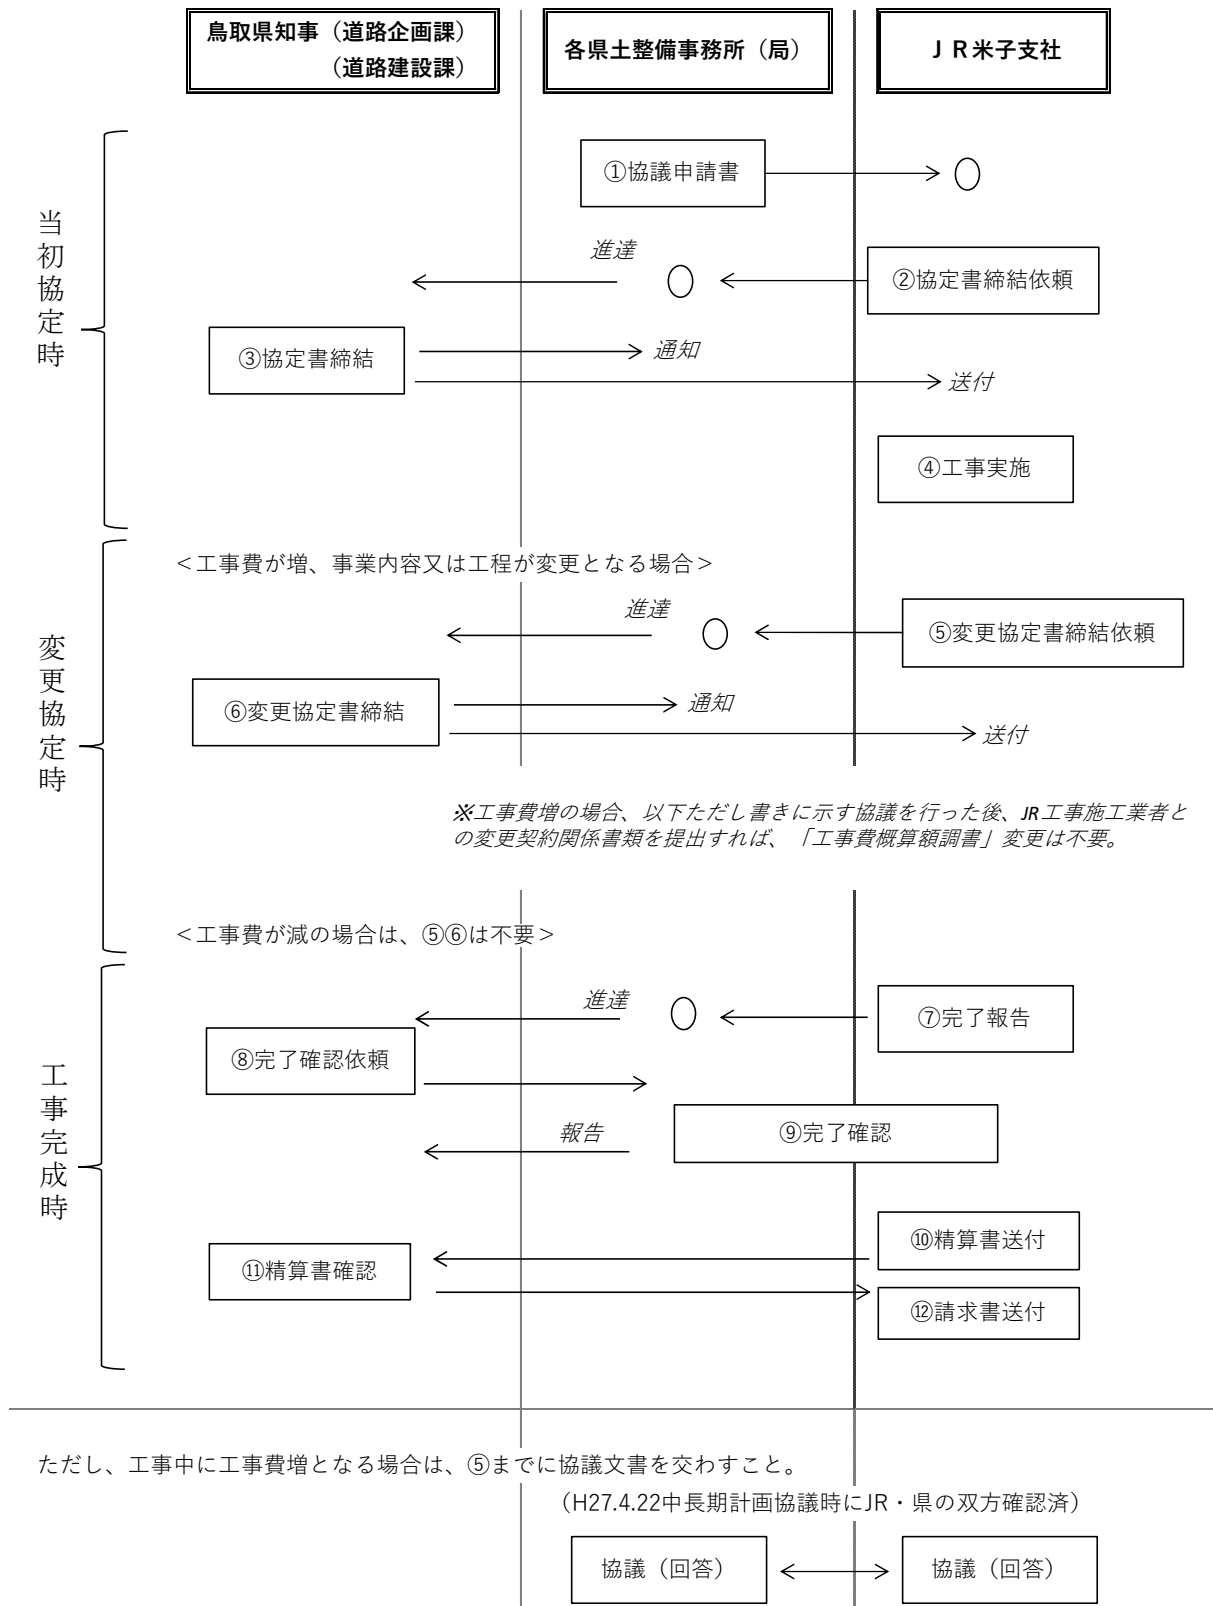 鳥取県知事（道路企画課）
（道路建設課）
各県土整備事務所（局）
ＪＲ米子支社
当初協定時
①協議申請書
進達
②協定書締結依頼
③協定書締結
通知
送付
④工事実施
変更協定時
＜工事費が増、事業内容又は工程が変更となる場合＞
進達
⑤変更協定書締結依頼
⑥変更協定書締結
通知
送付
※工事費増の場合、以下ただし書きに示す協議を行った後、JR工事施工業者と
の変更契約関係書類を提出すれば、「工事費概算額調書」変更は不要。
＜工事費が減の場合は、⑤⑥は不要＞
工事完成時
進達
⑦完了報告
⑧完了確認依頼
報告
⑨完了確認
⑩精算書送付
⑪精算書確認
⑫請求書送付
ただし、工事中に工事費増となる場合は、⑤までに協議文書を交わすこと。
（H27.4.22中長期計画協議時にJR・県の双方確認済）
協議（回答）
協議（回答）